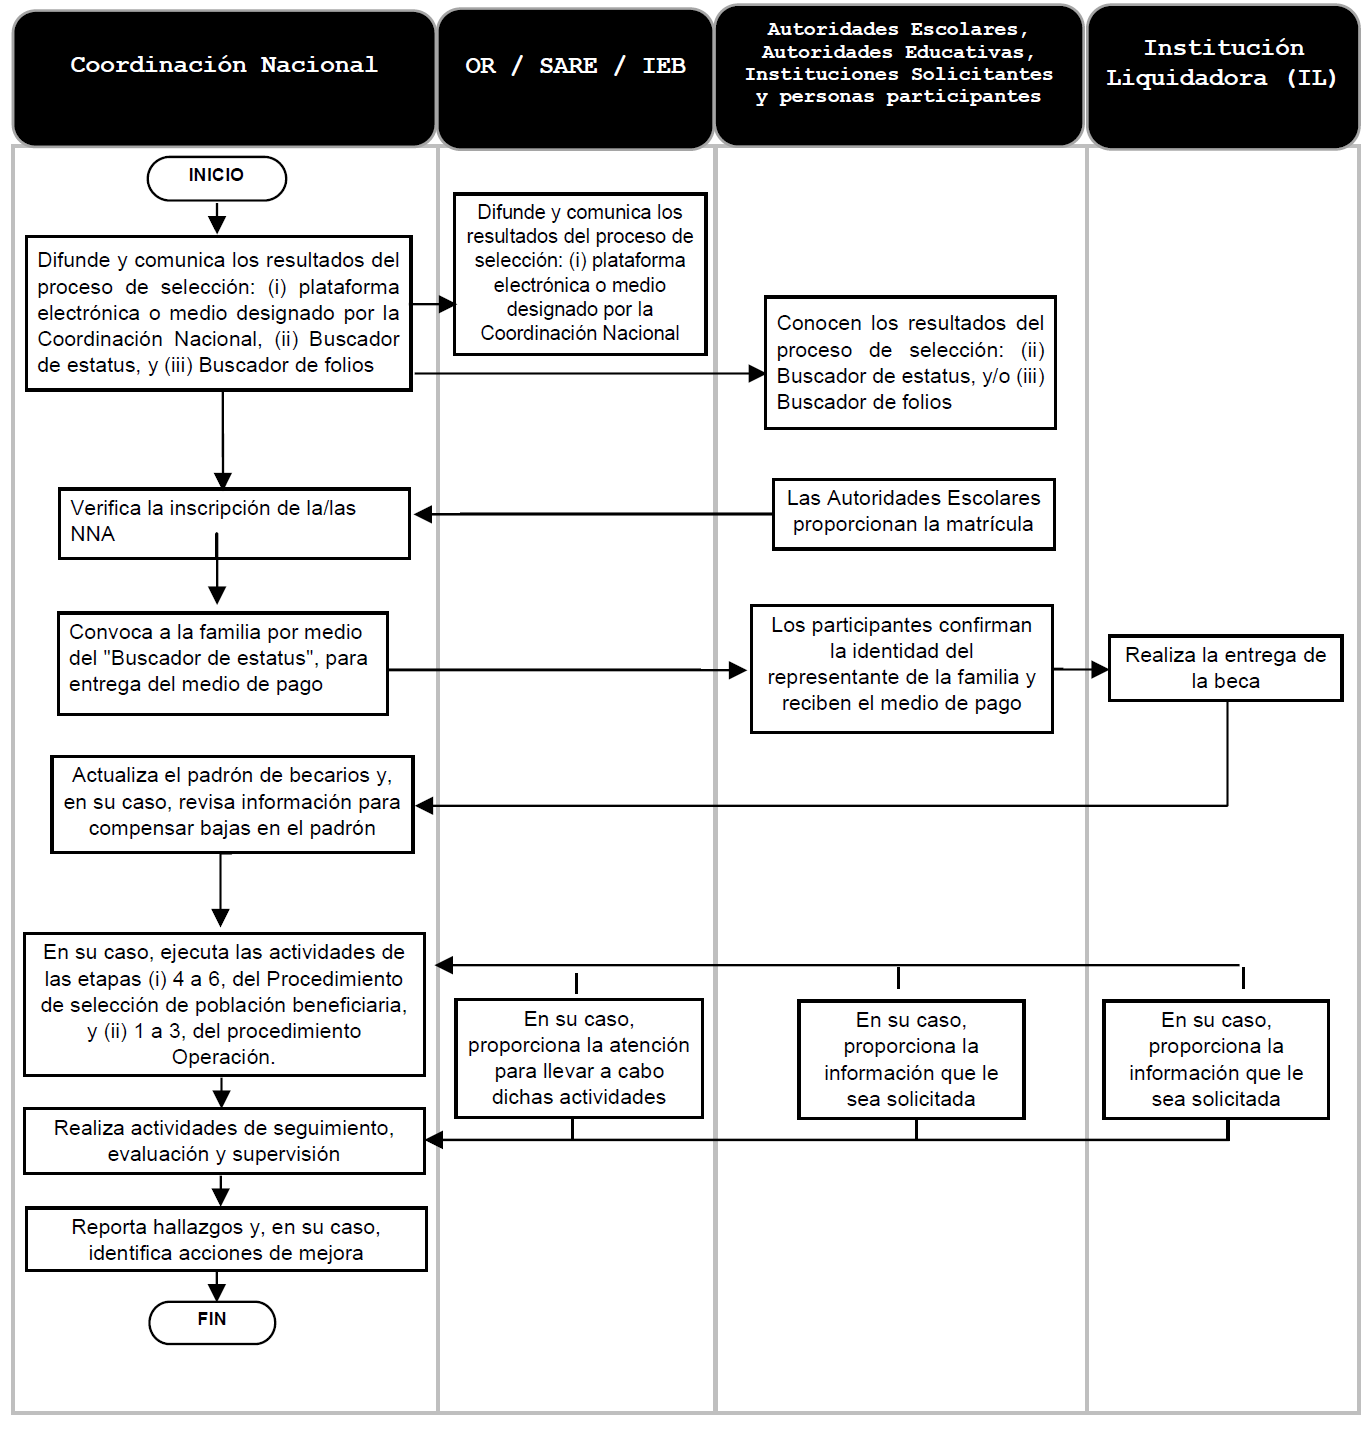 Coordinación Nacional
OR / SARE / IEB
Autoridades Escolares,
Autoridades Educativas,
Instituciones Solicitantes
y personas participantes
Institución
Liquidadora (IL)
INICIO
Difunde y comunica los resultados del
proceso de selección: (i) plataforma
electrónica o medio designado por la
Coordinación Nacional, (ii) Buscador
de estatus, y (iii) Buscador de folios
Difunde y comunica los
resultados del proceso de
selección: (i) plataforma
electrónica o medio
designado por la
Coordinación Nacional
Conocen los resultados del
proceso de selección: (ii)
Buscador de estatus, y/o (iii)
Buscador de folios
Verifica la inscripción de la/las
NNA
Las Autoridades Escolares
proporcionan la matrícula
Convoca a la familia por medio
del "Buscador de estatus", para
entrega del medio de pago
Los participantes confirman
la identidad del
representante de la familia y
reciben el medio de pago
Realiza la entrega de
la beca
Actualiza el padrón de becarios y,
en su caso, revisa información para
compensar bajas en el padrón
En su caso, ejecuta las actividades de
las etapas (i) 4 a 6, del Procedimiento
de selección de población beneficiaria,
y (ii) 1 a 3, del procedimiento
Operación.
En su caso,
proporciona la atención
para llevar a cabo
dichas actividades
En su caso,
proporciona la
información que le
sea solicitada
En su caso,
proporciona la
información que le
sea solicitada
Realiza actividades de seguimiento,
evaluación y supervisión
Reporta hallazgos y, en su caso,
identifica acciones de mejora
FIN